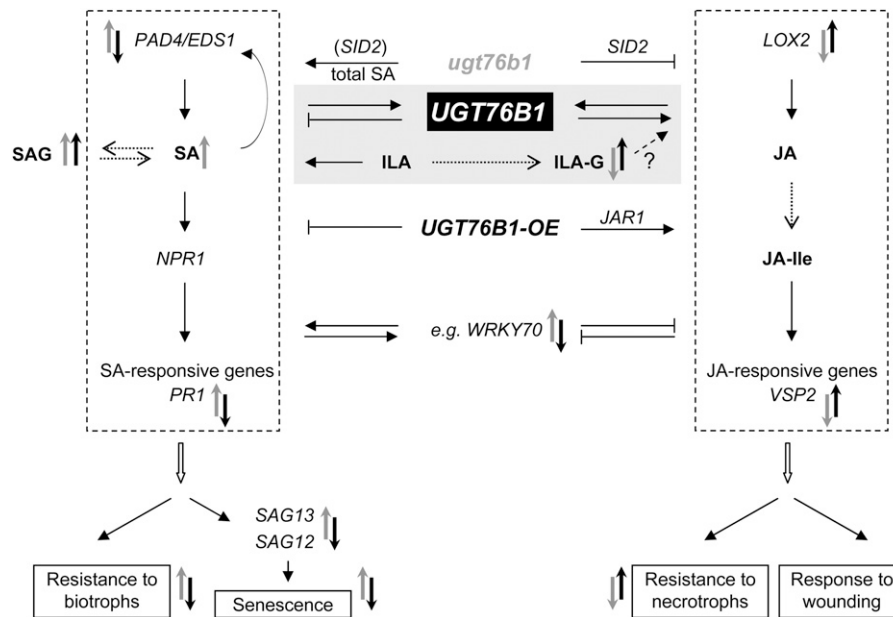 PAD4/EDS1
(SID2)
total SA
ugt76b1
SID2
LOX2
UGT76B1
SAG
SA
ILA
ILA-G
?
JA
UGT76B1-OE
JAR1
NPR1
JA-Ile
e.g. WRKY70
SA-responsive genes
PR1
JA-responsive genes
VSP2
SAG13
SAG12
Resistance to
biotrophs
Senescence
Resistance to
necrotrophs
Response to
wounding